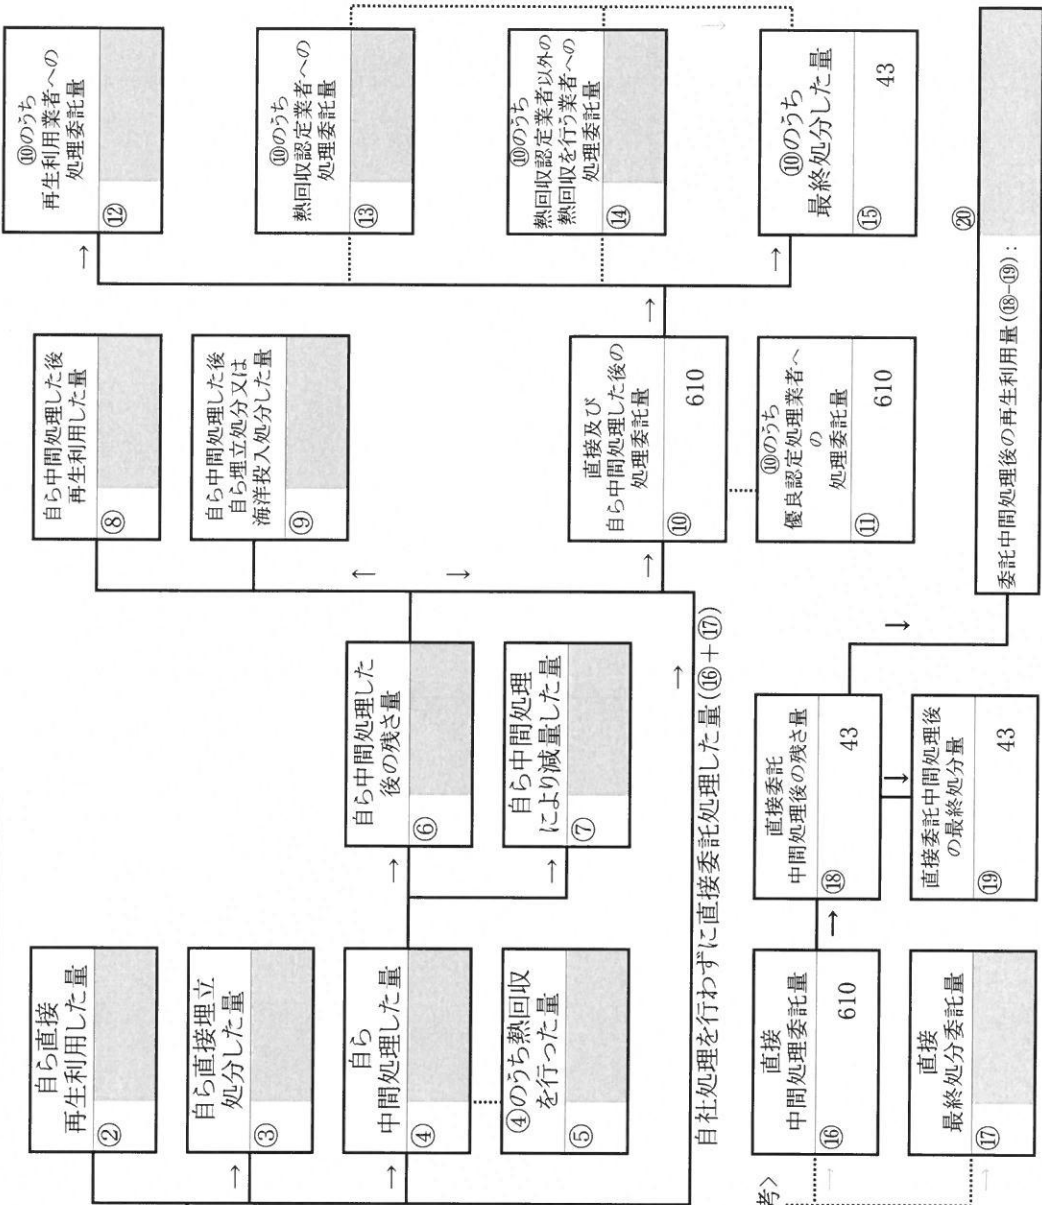 自ら直接
再生利用した量
②
自ら直接埋立
処分した量
③
自ら
中間処理した量
④
④のうち熱回収
を行った量
⑤
自ら中間処理した
後の残さ量
⑥
自ら中間処理
により減量した量
⑦
自ら中間処理した後
再生利用した量
⑧
自ら中間処理した後
自ら埋立処分又は
海洋投入処分した量
⑨
直接及び
自ら中間処理した後の
処理委託量
⑩
610
⑩のうち
優良認定処理業者へ
の
処理委託量
⑪
610
⑩のうち
再生利用業者への
処理委託量
⑫
⑩のうち
熱回収認定業者への
処理委託量
⑬
⑩のうち
熱回収認定業者以外の
熱回収を行う業者への
処理委託量
⑭
⑩のうち
最終処分した量
⑮
43
自社処理を行わずに直接委託処理した量(⑯+⑰)
考>
直接
中間処理委託量
⑯
610
直接
最終処分委託量
⑰
直接委託
中間処理後の残さ量
⑱
43
直接委託中間処理後
の最終処分量
⑲
43
⑳
委託中間処理後の再生利用量(⑱-⑲):